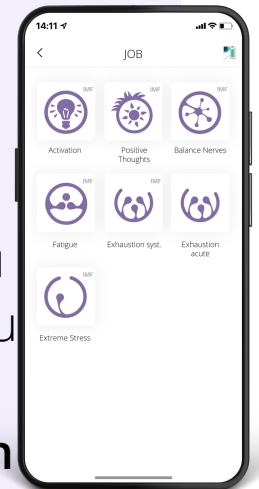 14:11
JOB
IMF
IMF
IMF
Activation
Positive
Thoughts
Balance Nerves
IMF
IMF
Fatigue
Exhaustion syst.
Exhaustion
acute
IMF
Extreme Stress
u
n